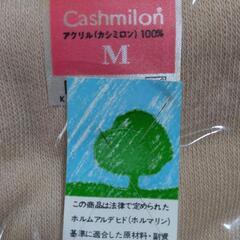 Cashmilon
アクリル(カシミロン) 100%
M
K
この商品は法律で定められた
ホルムアルデヒド(ホルマリン)
基準に適合した原材料・副資